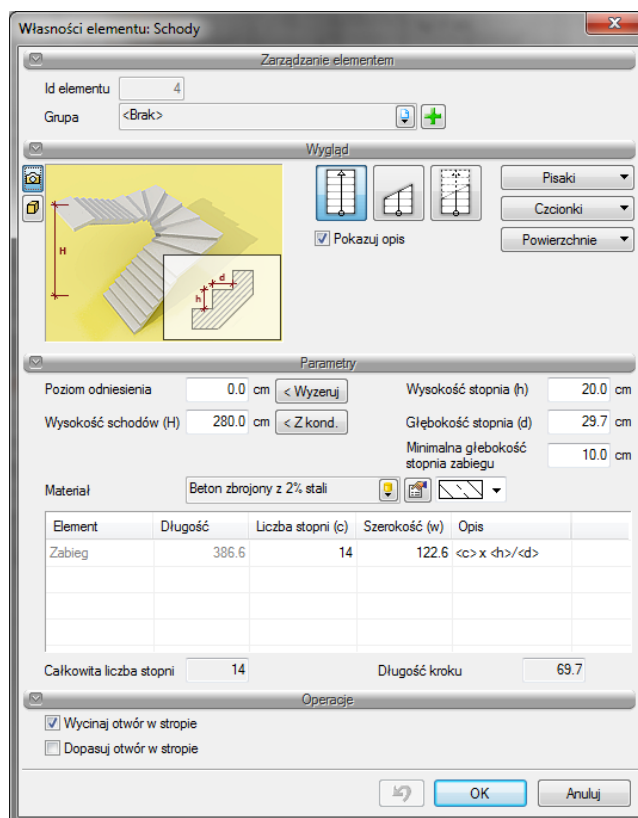 Własności elementu: Schody
Zarządzanie elementem
Id elementu 4
Grupa <Brak>
Wygląd
H
d
h
Pokazuj opis
Pisaki
Czcionki
Powierzchnie
Parametry
Poziom odniesienia 0.0 cm < Wyzeruj Wysokość stopnia (h) 20.0 cm
Wysokość schodów (H) 280.0 cm < Z kond. Głębokość stopnia (d) 29.7 cm
Minimalna głebokość
stopnia zabiegu 10.0 cm
Materiał Beton zbrojony z 2% stali
Element Długość Liczba stopni (c) Szerokość (w) Opis
Zabieg 386.6 14 122.6 <c> x <h>/<d>
Całkowita liczba stopni 14 Długość kroku 69.7
Operacje
Wycinaj otwór w stropie
Dopasuj otwór w stropie
OK Anuluj